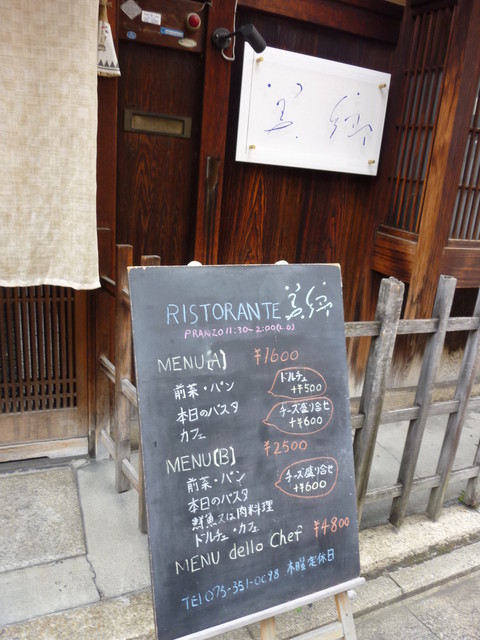 RISTORANTE
PRANZO 11:30~2:00(L.O)
MENU[A] ¥1600
前菜・パン
ドルチェ
+¥500
本日のパスタ
チーズ盛り合せ
+¥600
カフェ
MENU[B] ¥2500
前菜・パン
チーズ盛り合せ
+¥600
本日のパスタ
鮮魚又は肉料理
ドルチェ・カフェ
MENU dello Chef ¥4800
TEL 075-351-0098 木曜定休日